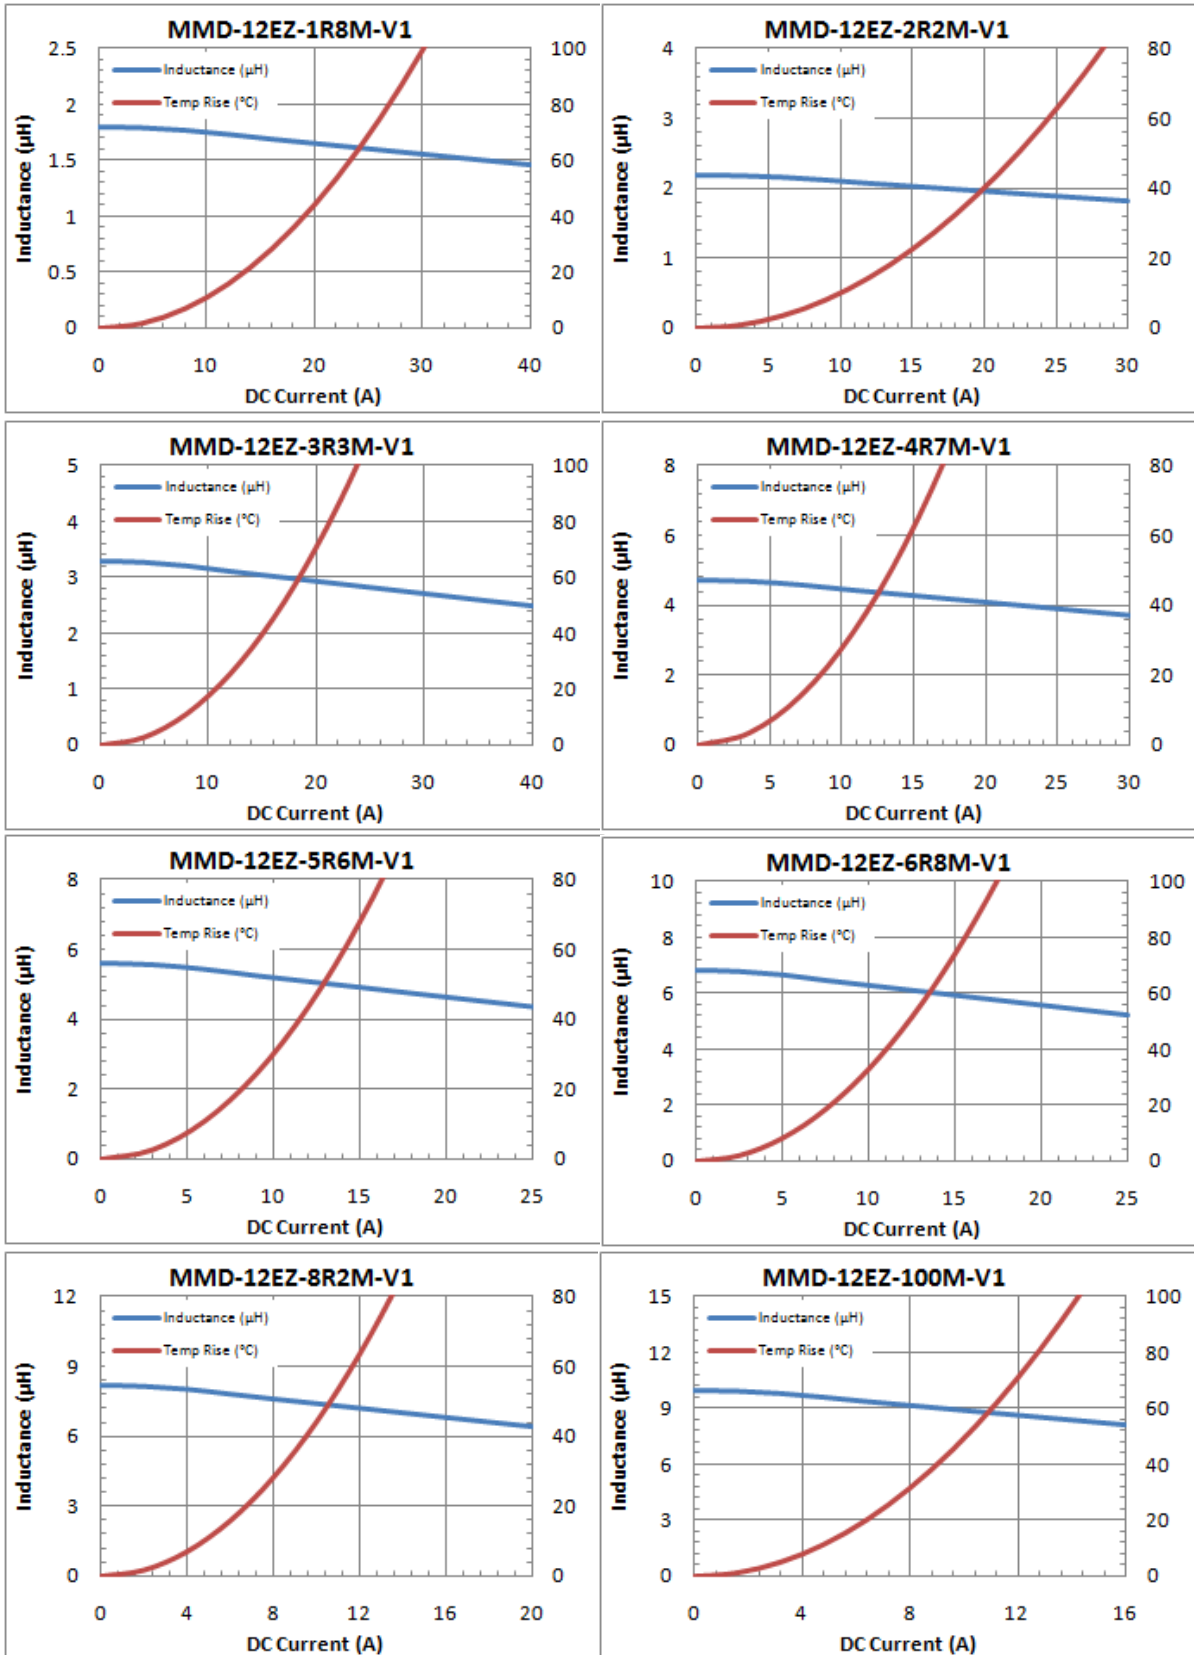 MMD-12EZ-1R8M-V1
2.5 100
Inductance (µH)
2 80
Temp Rise (°C)
1.5 60
1 40
0.5 20
0 0
Inductance (µH)
0 10 20 30 40
DC Current (A)
MMD-12EZ-2R2M-V1
4 80
Inductance (µH)
Temp Rise (°C)
3 60
2 40
1 20
0 0
Inductance (µH)
0 5 10 15 20 25 30
DC Current (A)
MMD-12EZ-3R3M-V1
5 100
Inductance (µH)
4 80
Temp Rise (°C)
3 60
2 40
1 20
0 0
Inductance (µH)
0 10 20 30 40
DC Current (A)
MMD-12EZ-4R7M-V1
8 80
Inductance (µH)
Temp Rise (°C)
6 60
4 40
2 20
0 0
Inductance (µH)
0 5 10 15 20 25 30
DC Current (A)
MMD-12EZ-5R6M-V1
8 80
Inductance (µH)
Temp Rise (°C)
6 60
4 40
2 20
0 0
Inductance (µH)
0 5 10 15 20 25
DC Current (A)
MMD-12EZ-6R8M-V1
10 100
Inductance (µH)
8 80
Temp Rise (°C)
6 60
4 40
2 20
0 0
Inductance (µH)
0 5 10 15 20 25
DC Current (A)
MMD-12EZ-8R2M-V1
12 80
Inductance (µH)
Temp Rise (°C)
9 60
6 40
3 20
0 0
Inductance (µH)
0 4 8 12 16 20
DC Current (A)
MMD-12EZ-100M-V1
15 100
Inductance (µH)
12 80
Temp Rise (°C)
9 60
6 40
3 20
0 0
Inductance (µH)
0 4 8 12 16
DC Current (A)